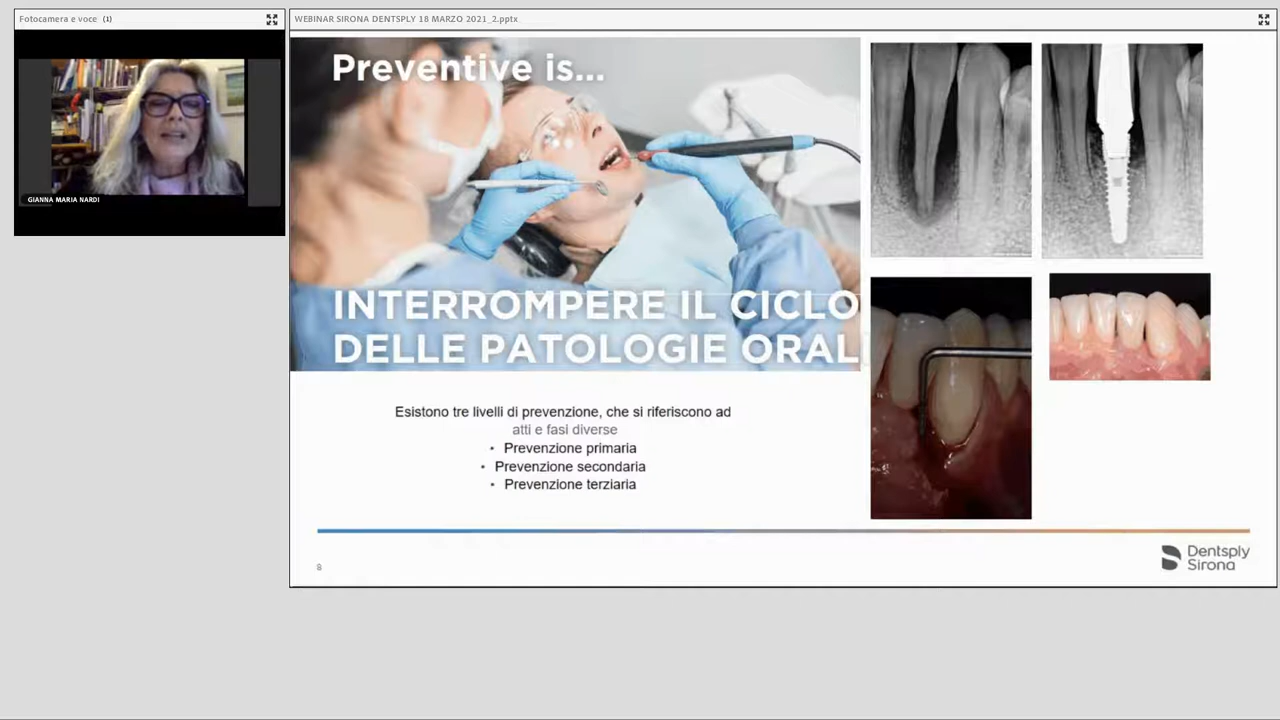 Fotocamera e voce (1)
GIANNA MARIA NARDI
WEBINAR SIRONA DENTSPLY 18 MARZO 2021_2.pptx
Preventive is...
INTERROMPERE IL CICLO
DELLE PATOLOGIE ORAL
Esistono tre livelli di prevenzione, che si riferiscono ad
atti e fasi diverse
• Prevenzione primaria
• Prevenzione secondaria
• Prevenzione terziaria
8
Dentsply
Sirona